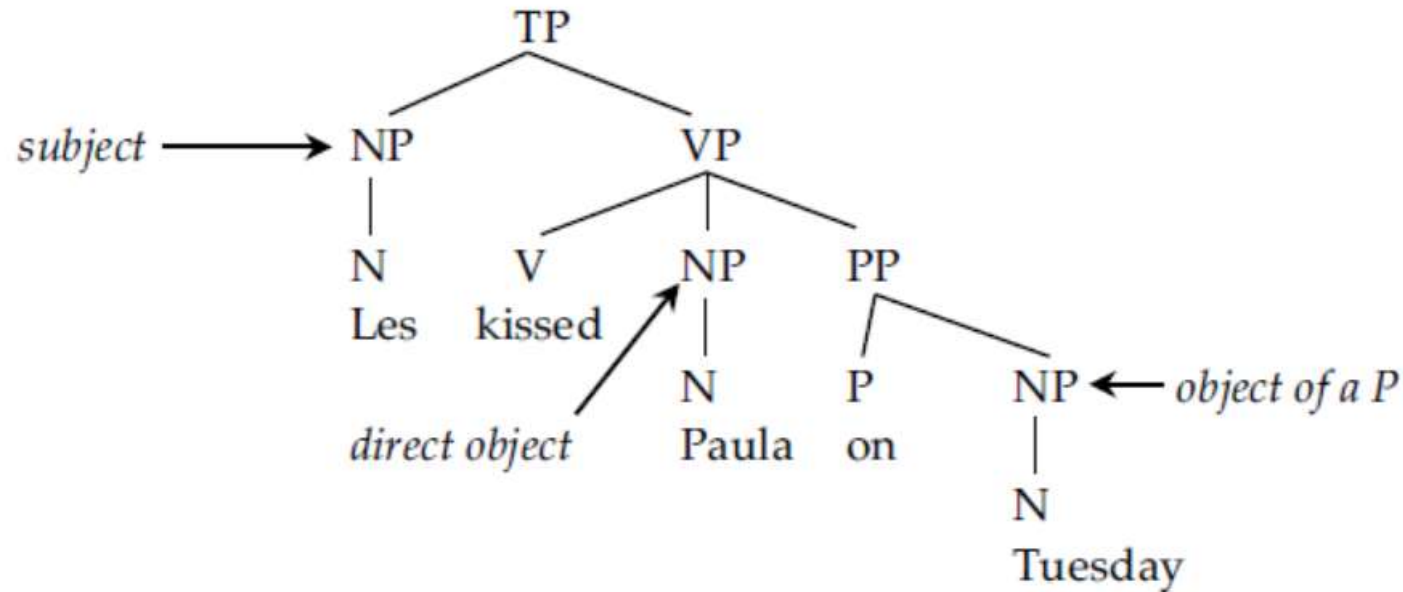 TP
subject NP VP
N V NP PP
Les kissed
N P NP object of a P
direct object Paula on
N
Tuesday